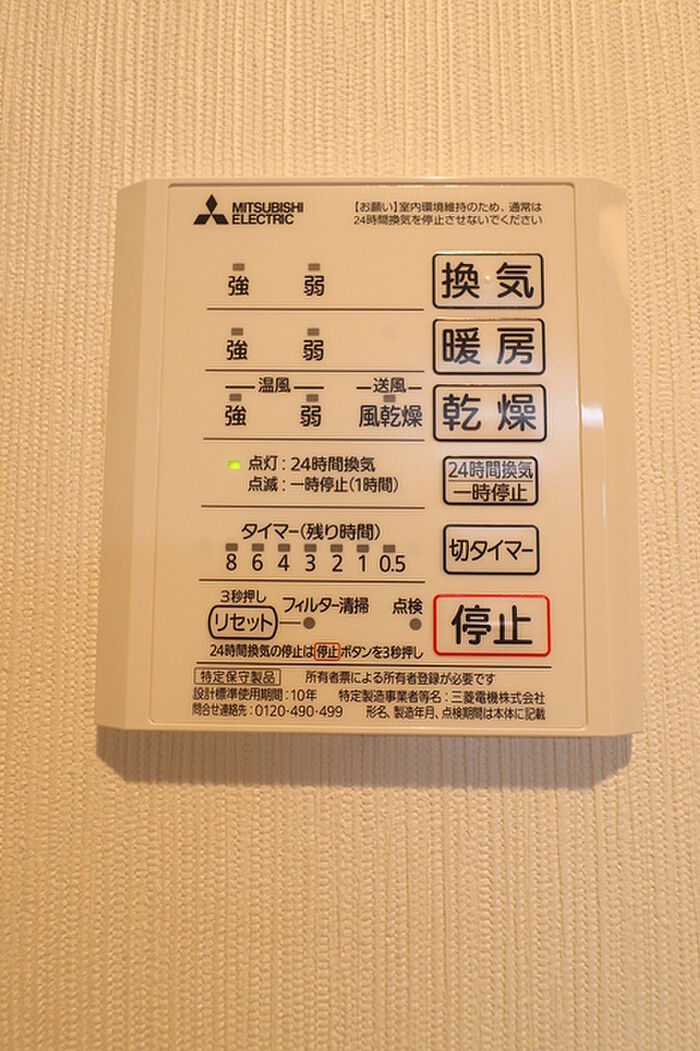 MITSUBISHI
ELECTRIC
【お願い】室内環境維持のため、通常は
24時間換気を停止させないでください
強 弱 換気
強 弱 暖房
温風 送風
強 弱 風乾燥 乾燥
点灯：24時間換気
点滅：一時停止(1時間)
24時間換気
一時停止
タイマー(残り時間)
8 6 4 3 2 1 0.5
切タイマー
3秒押し
リセット フィルター清掃 点検
停止
24時間換気の停止は停止ボタンを3秒押し
特定保守製品 所有者票による所有者登録が必要です
設計標準使用期間：10年 特定製造事業者等名：三菱電機株式会社
問合せ連絡先：0120-490-499 形名、製造年月、点検期間は本体に記載